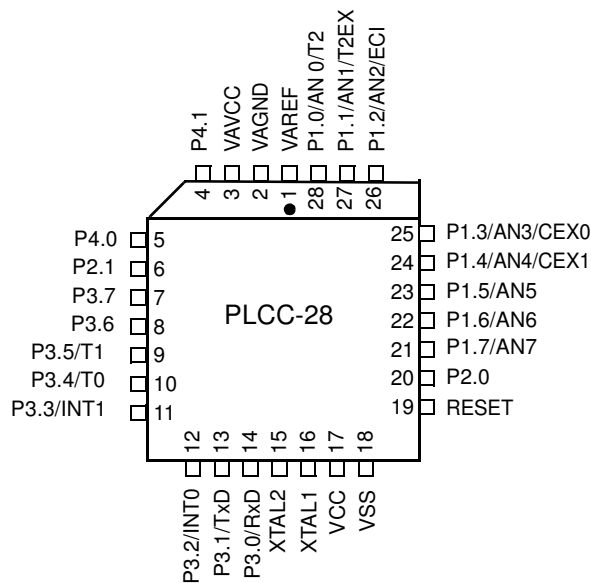 P4.1
VAVCC
VAGND
VAREF
P1.0/AN 0/T2
P1.1/AN1/T2EX
P1.2/AN2/ECI
4
3
2
1
28
27
26
P4.0
5
P2.1
6
P3.7
7
P3.6
8
P3.5/T1
9
P3.4/T0
10
P3.3/INT1
11
PLCC-28
25
P1.3/AN3/CEX0
24
P1.4/AN4/CEX1
23
P1.5/AN5
22
P1.6/AN6
21
P1.7/AN7
20
P2.0
19
RESET
12
13
14
15
16
17
18
P3.2/INT0
P3.1/TxD
P3.0/RxD
XTAL2
XTAL1
VCC
VSS